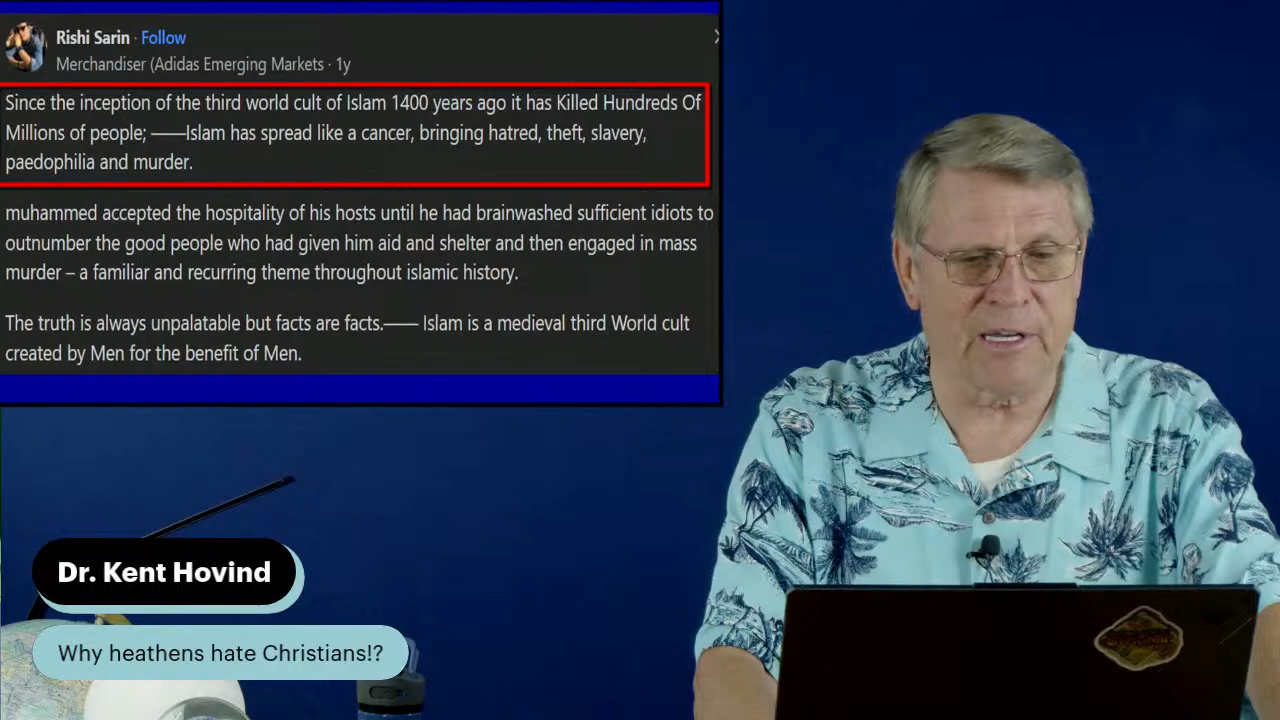 Rishi Sarin · Follow
Merchandiser (Adidas Emerging Markets · 1y
Since the inception of the third world cult of Islam 1400 years ago it has Killed Hundreds Of
Millions of people; ——Islam has spread like a cancer, bringing hatred, theft, slavery,
paedophilia and murder.
muhammed accepted the hospitality of his hosts until he had brainwashed sufficient idiots to
outnumber the good people who had given him aid and shelter and then engaged in mass
murder – a familiar and recurring theme throughout islamic history.
The truth is always unpalatable but facts are facts.—— Islam is a medieval third World cult
created by Men for the benefit of Men.
Dr. Kent Hovind
Why heathens hate Christians!?